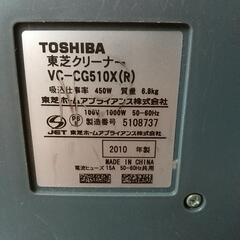 TOSHIBA
東芝クリーナー
VC-CG510X(R)
吸込仕事率 450W 質量 6.8kg
東芝ホームアプライアンス株式会社
100V 1000W 50-60Hz
PS E
JET 東芝ホームアプライアンス株式会社
製造番号 5108737
2010 年製
MADE IN CHINA
電流ヒューズ 15A 50-60Hz共用